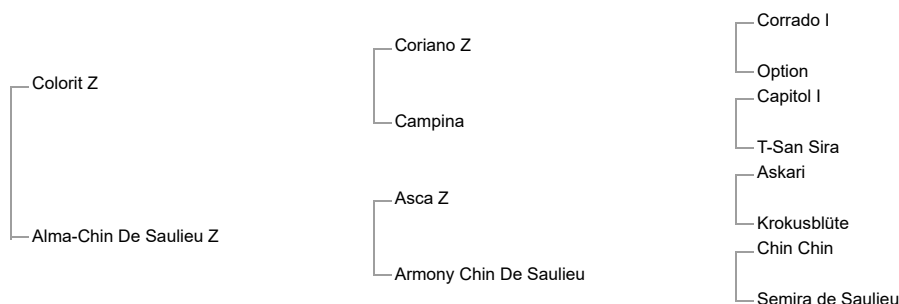 Corrado I
Coriano Z
Option
Colorit Z
Capitol I
Campina
T-San Sira
Askari
Asca Z
Krokusblüte
Alma-Chin De Saulieu Z
Chin Chin
Armony Chin De Saulieu
Semira de Saulieu